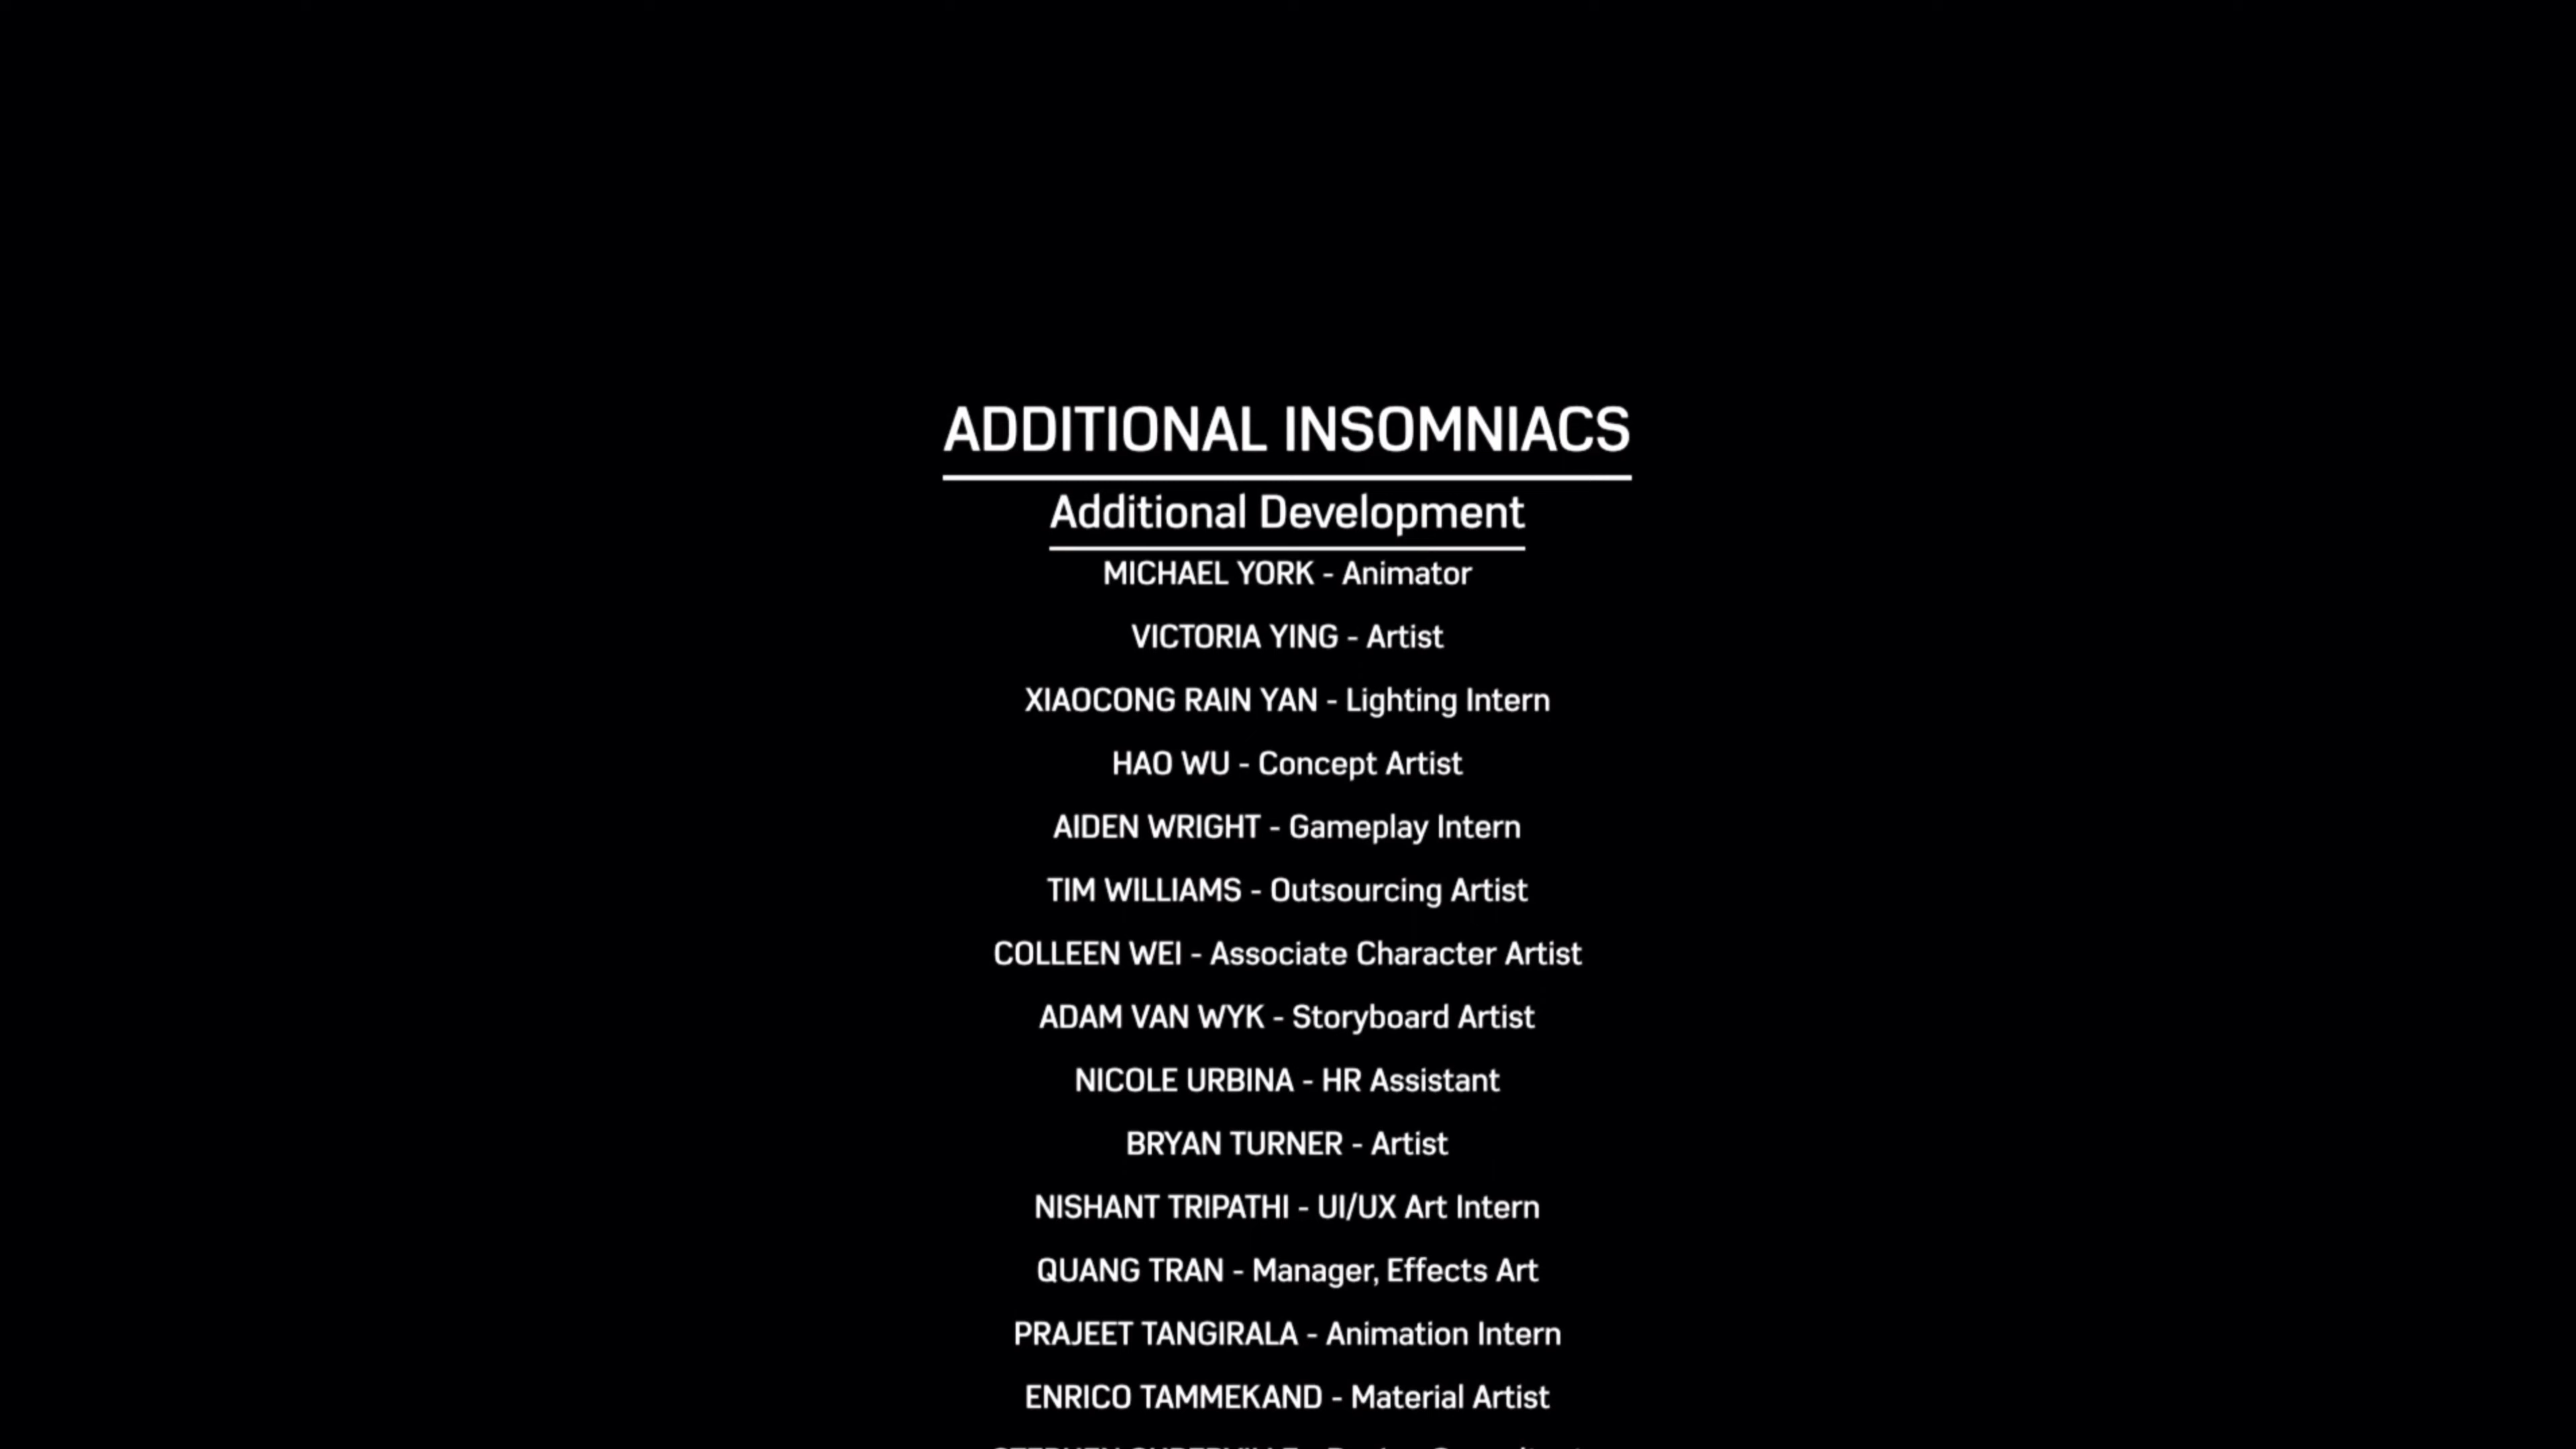 ADDITIONAL INSOMNIACS
Additional Development
MICHAEL YORK - Animator
VICTORIA YING - Artist
XIAOCONG RAIN YAN - Lighting Intern
HAO WU - Concept Artist
AIDEN WRIGHT - Gameplay Intern
TIM WILLIAMS - Outsourcing Artist
COLLEEN WEI - Associate Character Artist
ADAM VAN WYK - Storyboard Artist
NICOLE URBINA - HR Assistant
BRYAN TURNER - Artist
NISHANT TRIPATHI - UI/UX Art Intern
QUANG TRAN - Manager, Effects Art
PRAJEET TANGIRALA - Animation Intern
ENRICO TAMMEKAND - Material Artist